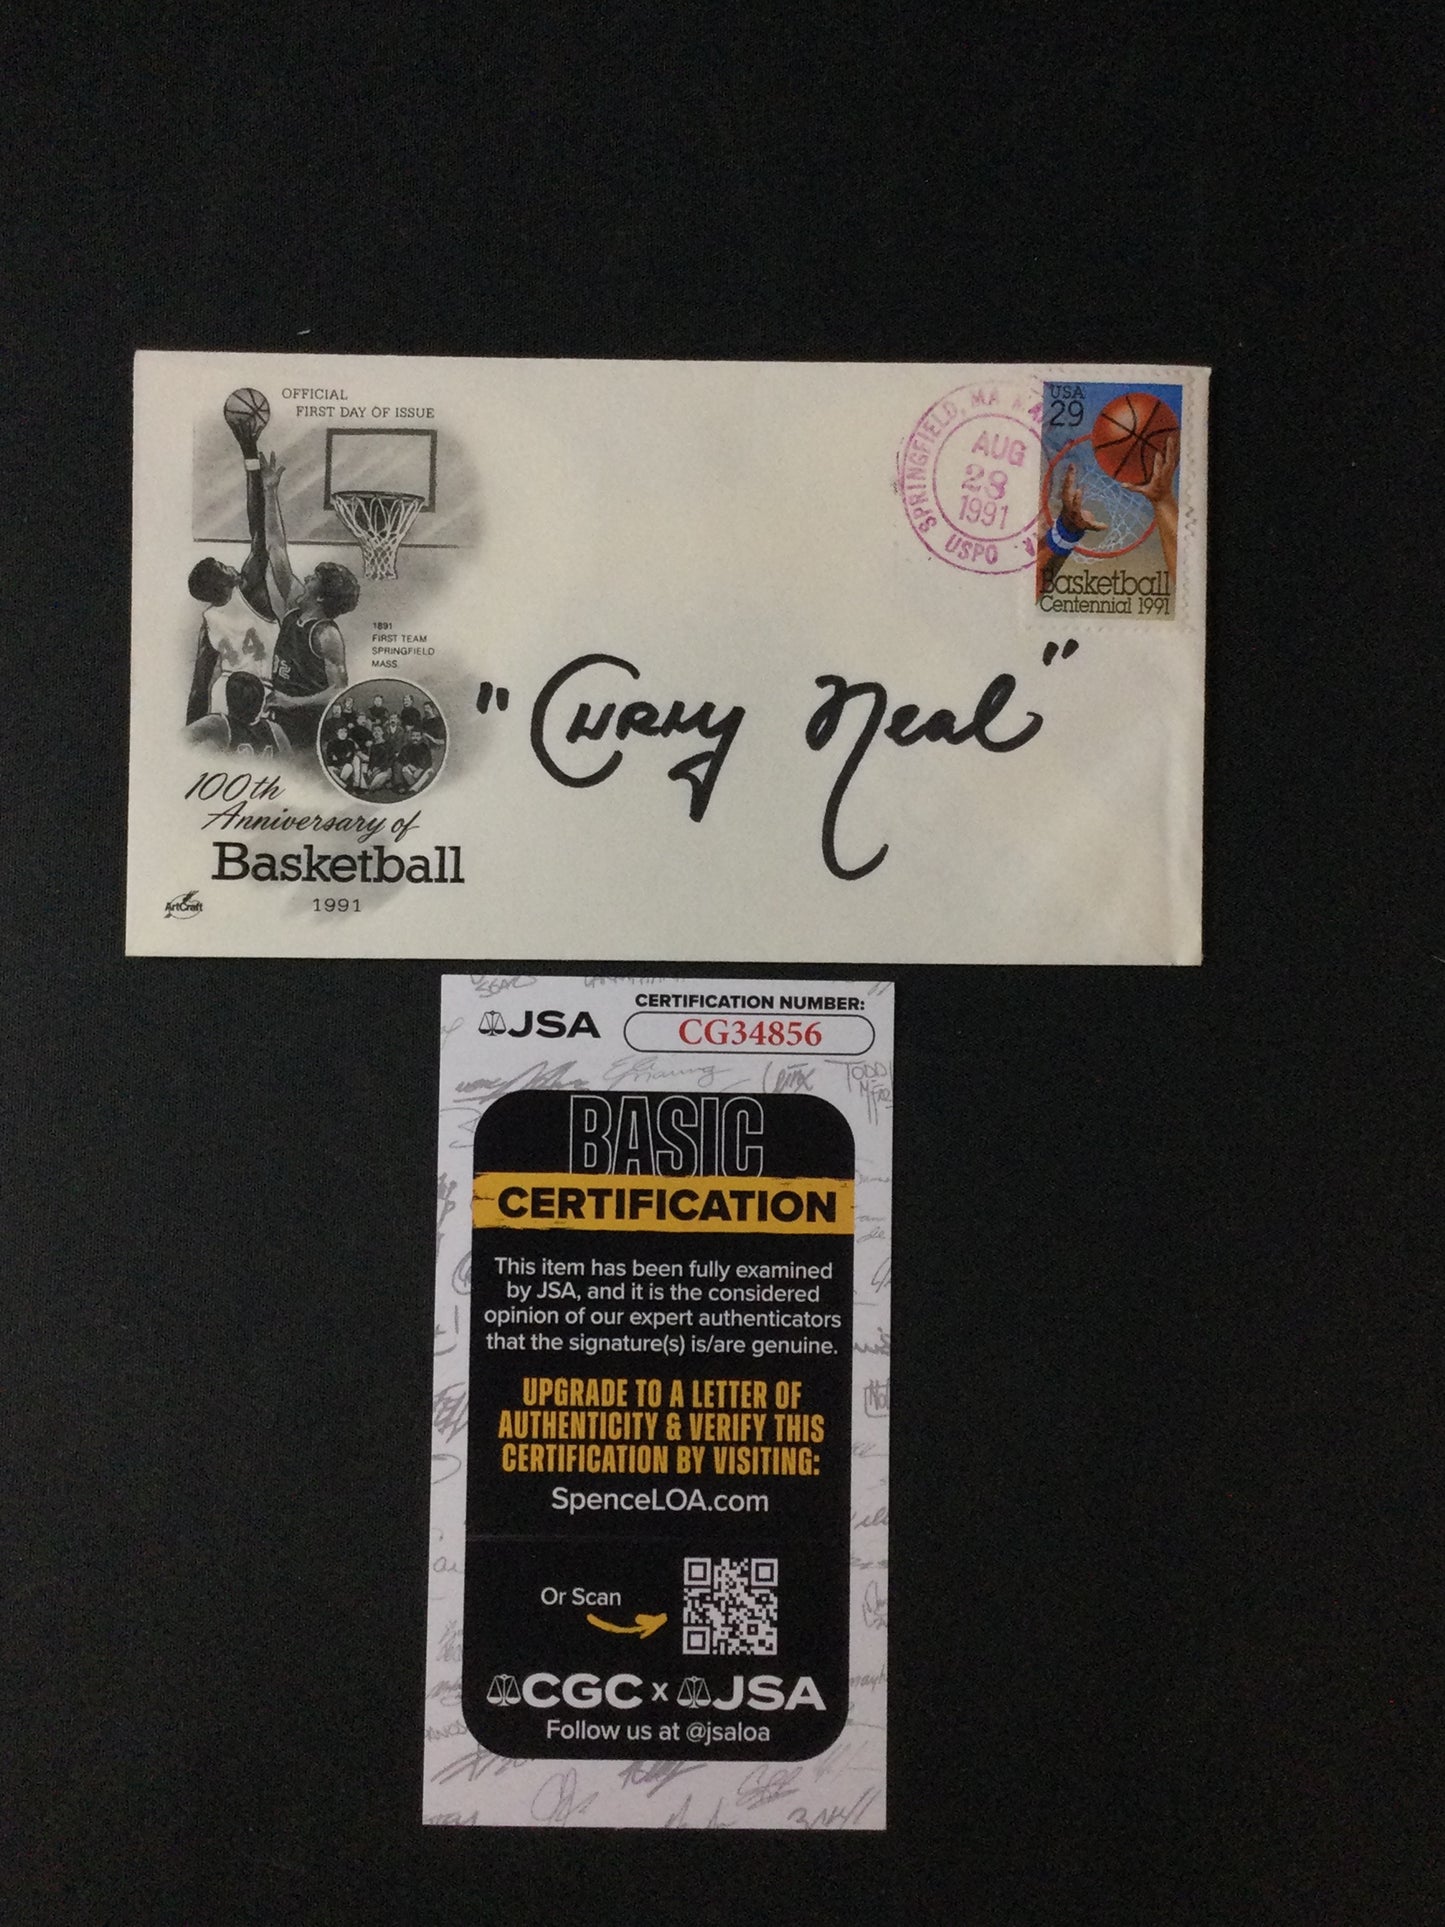 OFFICIAL
FIRST DAY OF ISSUE
1891
FIRST TEAM
SPRINGFIELD
MASS.
44
100th
Anniversary of
Basketball
1991
ArtCraft
SPRINGFIELD, MA
AUG
28
1991
USPO
USA
29
Basketball
Centennial 1991
"Curly Neal"
JSA
CERTIFICATION NUMBER:
CG34856
BASIC
CERTIFICATION
This item has been fully examined
by JSA, and it is the considered
opinion of our expert authenticators
that the signature(s) is/are genuine.
UPGRADE TO A LETTER OF
AUTHENTICITY & VERIFY THIS
CERTIFICATION BY VISITING:
SpenceLOA.com
Or Scan
CGC x JSA
Follow us at @jsaloa